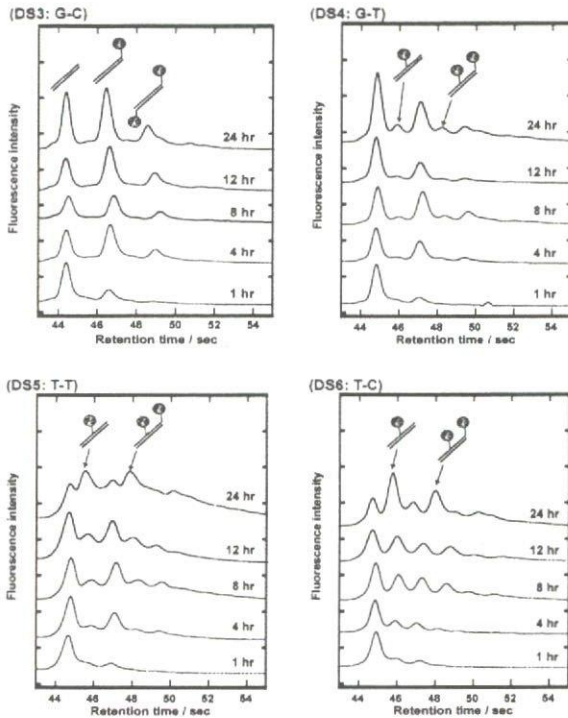 (DS3: G-C)
Fluorescence intensity
24 hr
12 hr
8 hr
4 hr
1 hr
44 46 48 50 52 54
Retention time / sec
(DS4: G-T)
Fluorescence intensity
24 hr
12 hr
8 hr
4 hr
1 hr
44 46 48 50 52 54
Retention time / sec
(DS5: T-T)
Fluorescence intensity
24 hr
12 hr
8 hr
4 hr
1 hr
44 46 48 50 52 54
Retention time / sec
(DS6: T-C)
Fluorescence intensity
24 hr
12 hr
8 hr
4 hr
1 hr
44 46 48 50 52 54
Retention time / sec